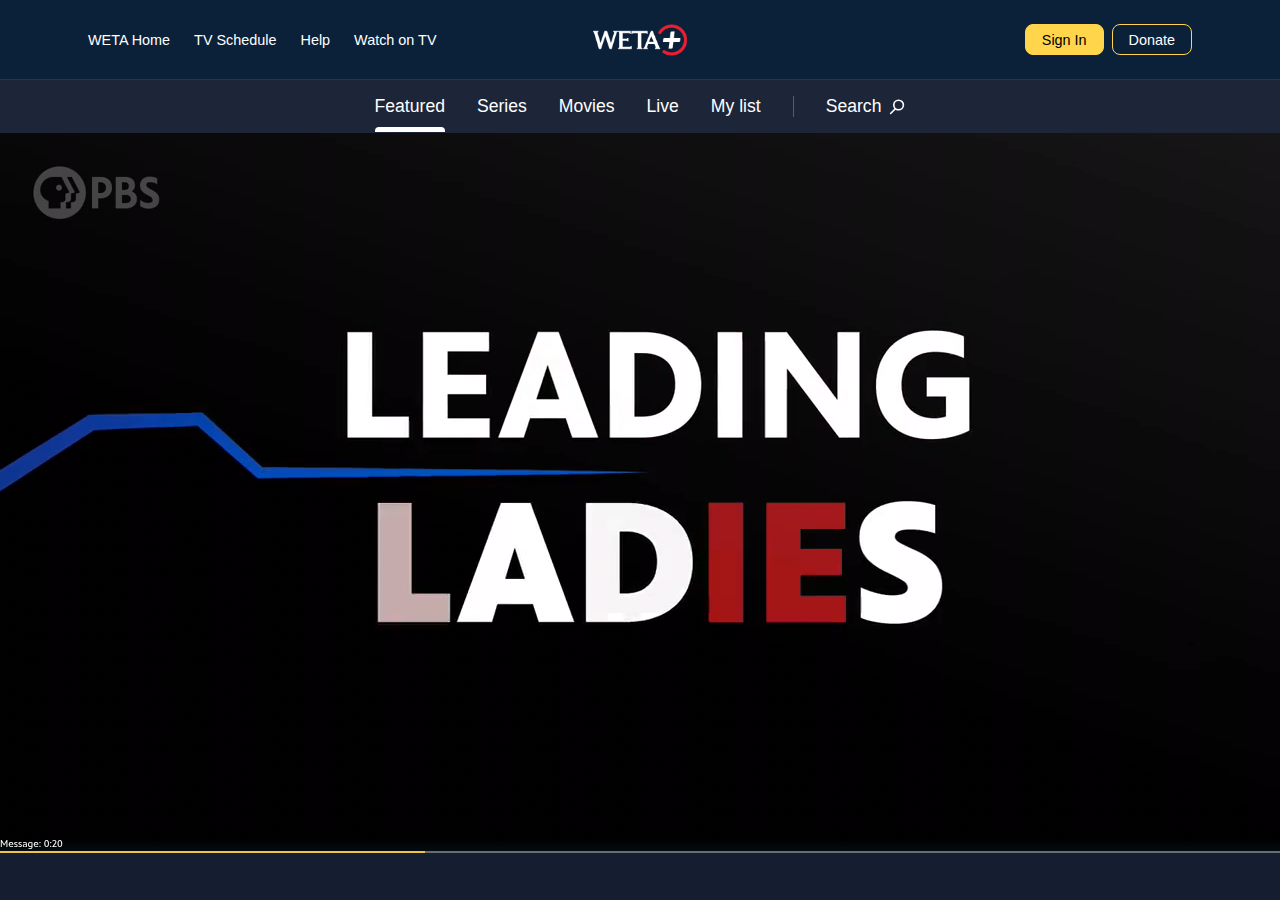 WETA Home TV Schedule Help Watch on TV WETA+ Sign In Donate
Featured Series Movies Live My list Search
PBS
LEADING
LADIES
Message: 0:20